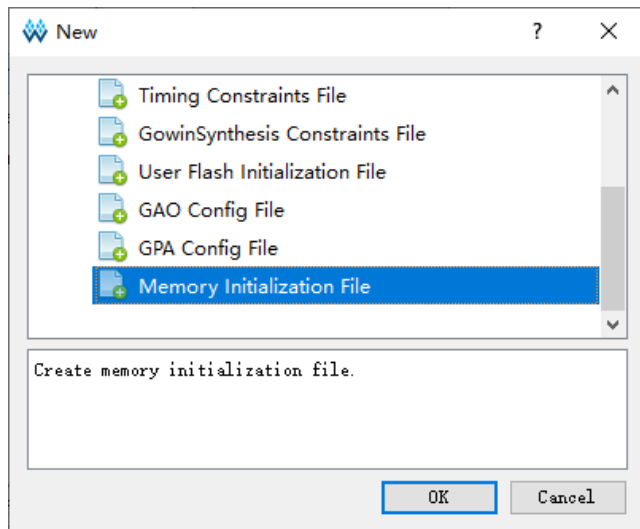 New
?
Timing Constraints File
GowinSynthesis Constraints File
User Flash Initialization File
GAO Config File
GPA Config File
Memory Initialization File
Create memory initialization file.
OK
Cancel